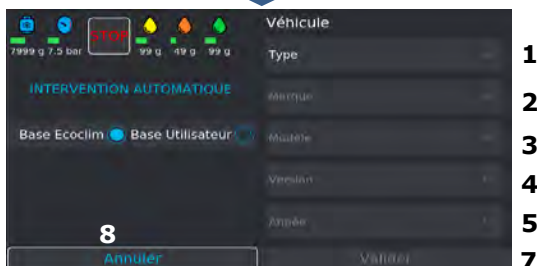 7999 g 7.5 bar STOP 99 g 49 g 99 g
INTERVENTION AUTOMATIQUE
Base Ecoclim Base Utilisateur
8
Annuler
Véhicule
Type
1
Marque
2
Modèle
3
Version
4
Année
5
Valider
7